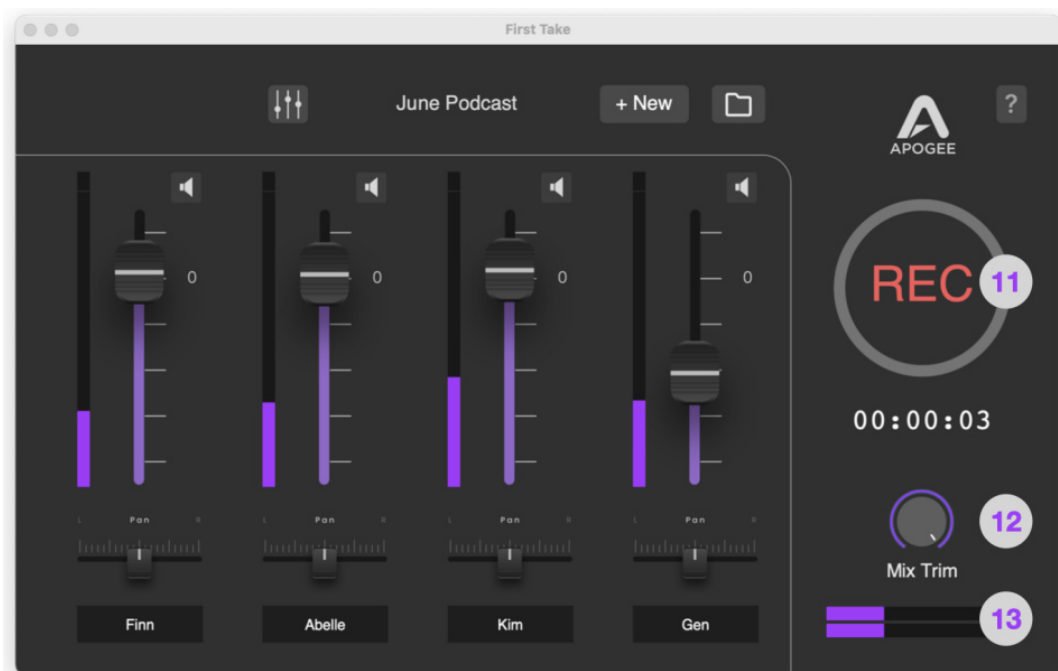 First Take
June Podcast
+ New
?
APOGEE
0
0
0
0
REC
11
00:00:03
L Pan R
L Pan R
L Pan R
L Pan R
12
Mix Trim
Finn
Abelle
Kim
Gen
13